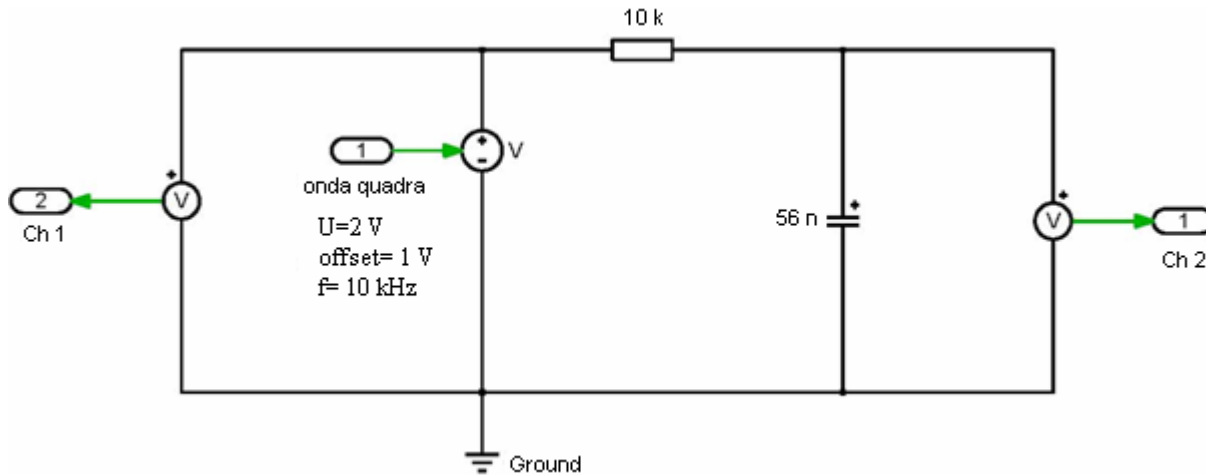 10 k
1
V
onda quadra
U=2 V
offset= 1 V
f= 10 kHz
2
V
Ch 1
56 n
V
1
Ch 2
Ground